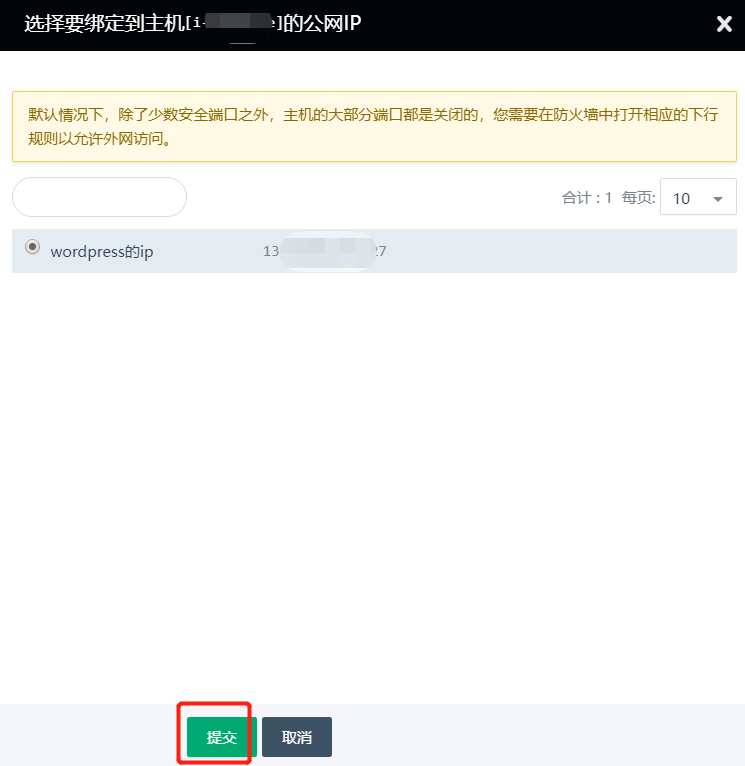 选择要绑定到主机[i- e]的公网IP
默认情况下，除了少数安全端口之外，主机的大部分端口都是关闭的，您需要在防火墙中打开相应的下行
规则以允许外网访问。
合计：1 每页: 10
wordpress的ip 13 27
提交 取消